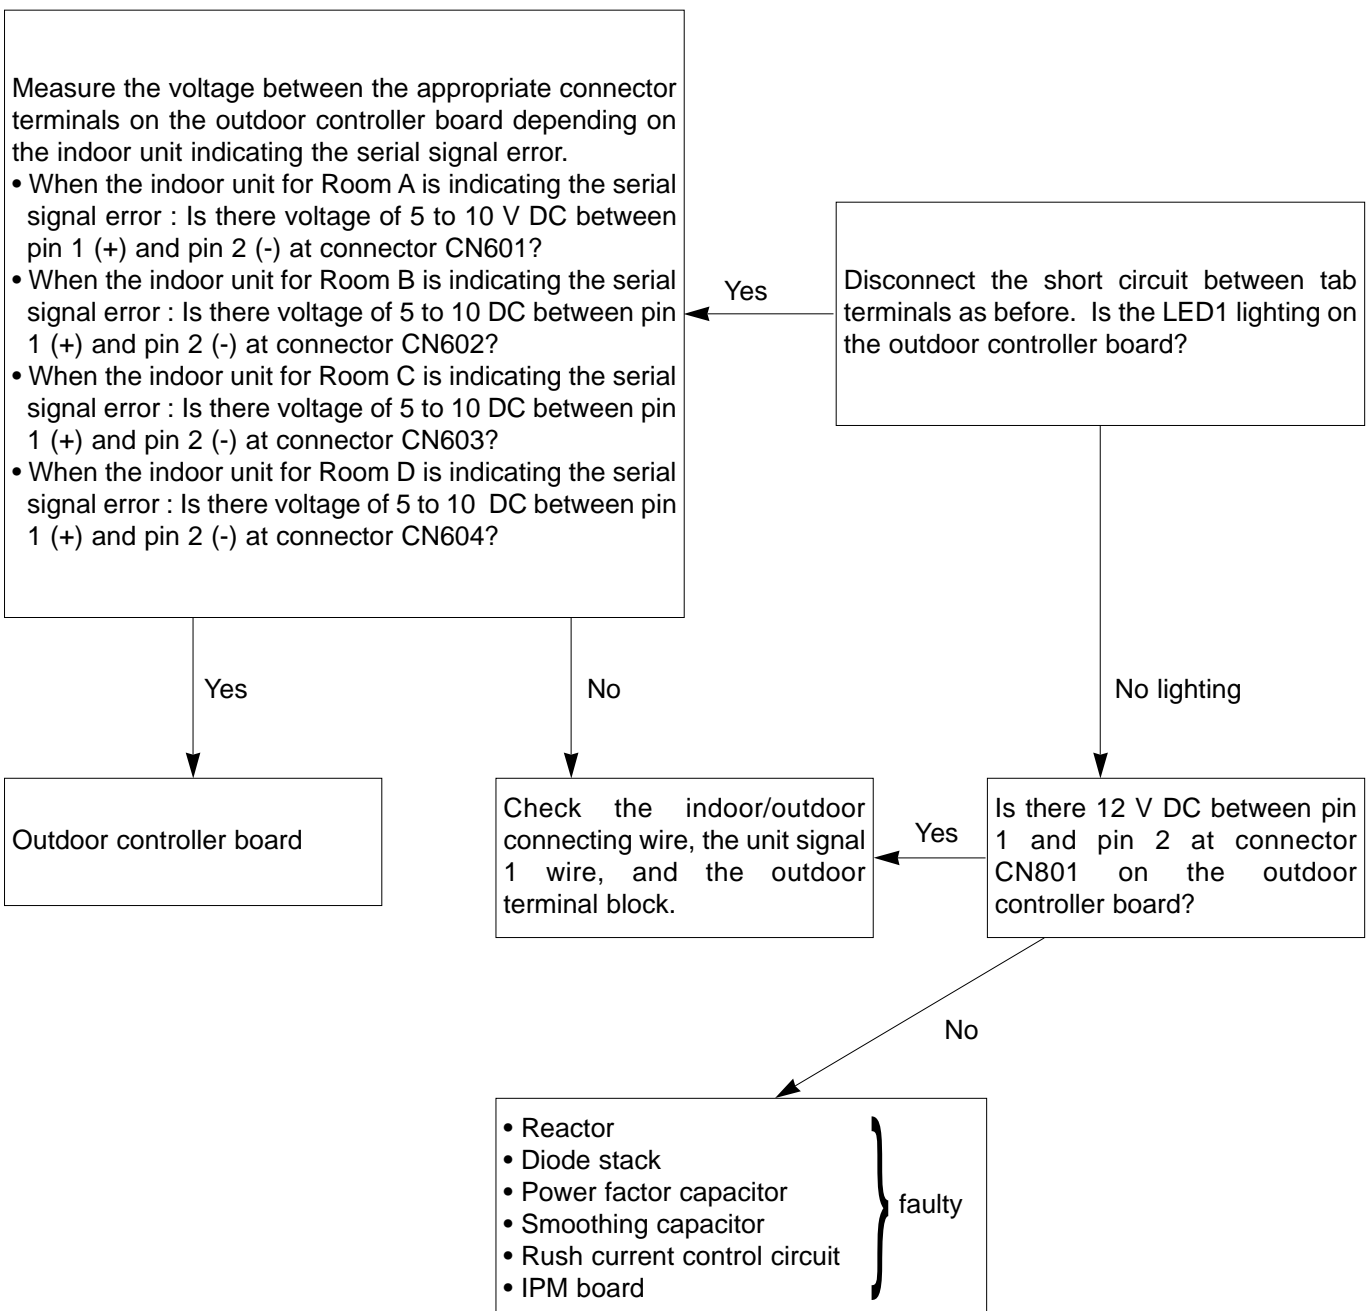 Measure the voltage between the appropriate connector
terminals on the outdoor controller board depending on
the indoor unit indicating the serial signal error.
• When the indoor unit for Room A is indicating the serial
signal error : Is there voltage of 5 to 10 V DC between
pin 1 (+) and pin 2 (-) at connector CN601?
• When the indoor unit for Room B is indicating the serial
signal error : Is there voltage of 5 to 10 DC between pin
1 (+) and pin 2 (-) at connector CN602?
• When the indoor unit for Room C is indicating the serial
signal error : Is there voltage of 5 to 10 DC between pin
1 (+) and pin 2 (-) at connector CN603?
• When the indoor unit for Room D is indicating the serial
signal error : Is there voltage of 5 to 10 DC between pin
1 (+) and pin 2 (-) at connector CN604?
Yes
Disconnect the short circuit between tab
terminals as before. Is the LED1 lighting on
the outdoor controller board?
Yes
No
No lighting
Outdoor controller board
Check the indoor/outdoor
connecting wire, the unit signal
1 wire, and the outdoor
terminal block.
Yes
Is there 12 V DC between pin
1 and pin 2 at connector
CN801 on the outdoor
controller board?
No
• Reactor
• Diode stack
• Power factor capacitor
• Smoothing capacitor
• Rush current control circuit
• IPM board
faulty